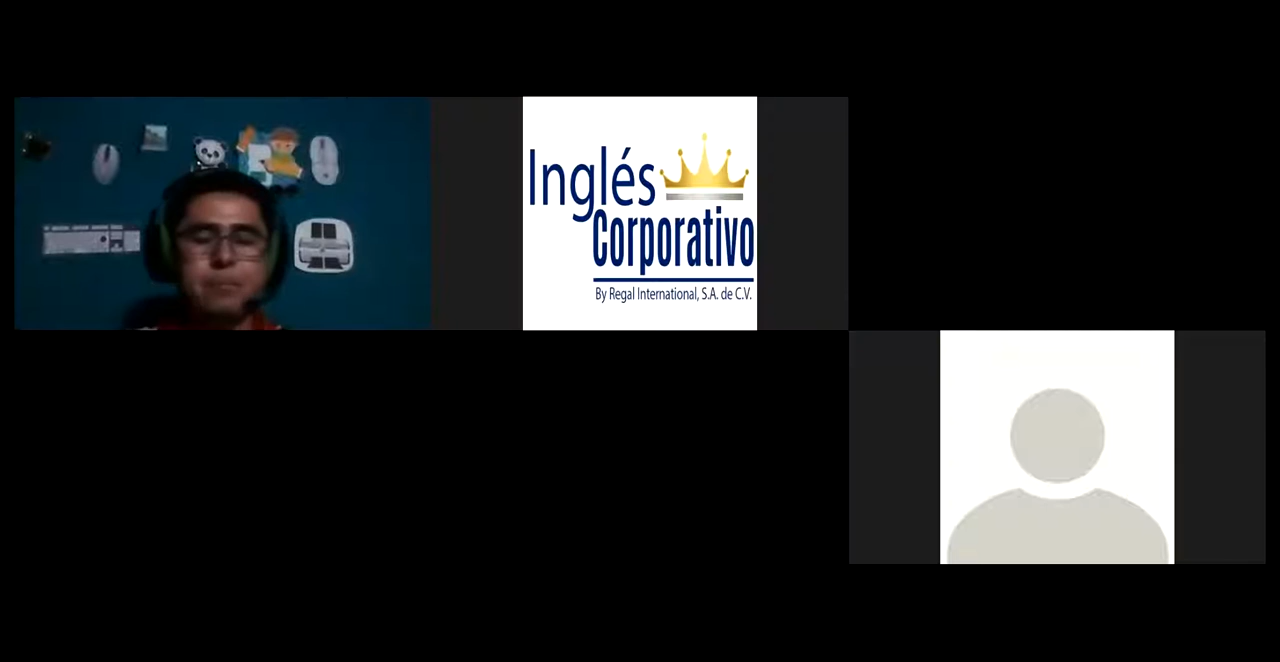 Inglés
Corporativo
By Regal International, S.A. de C.V.